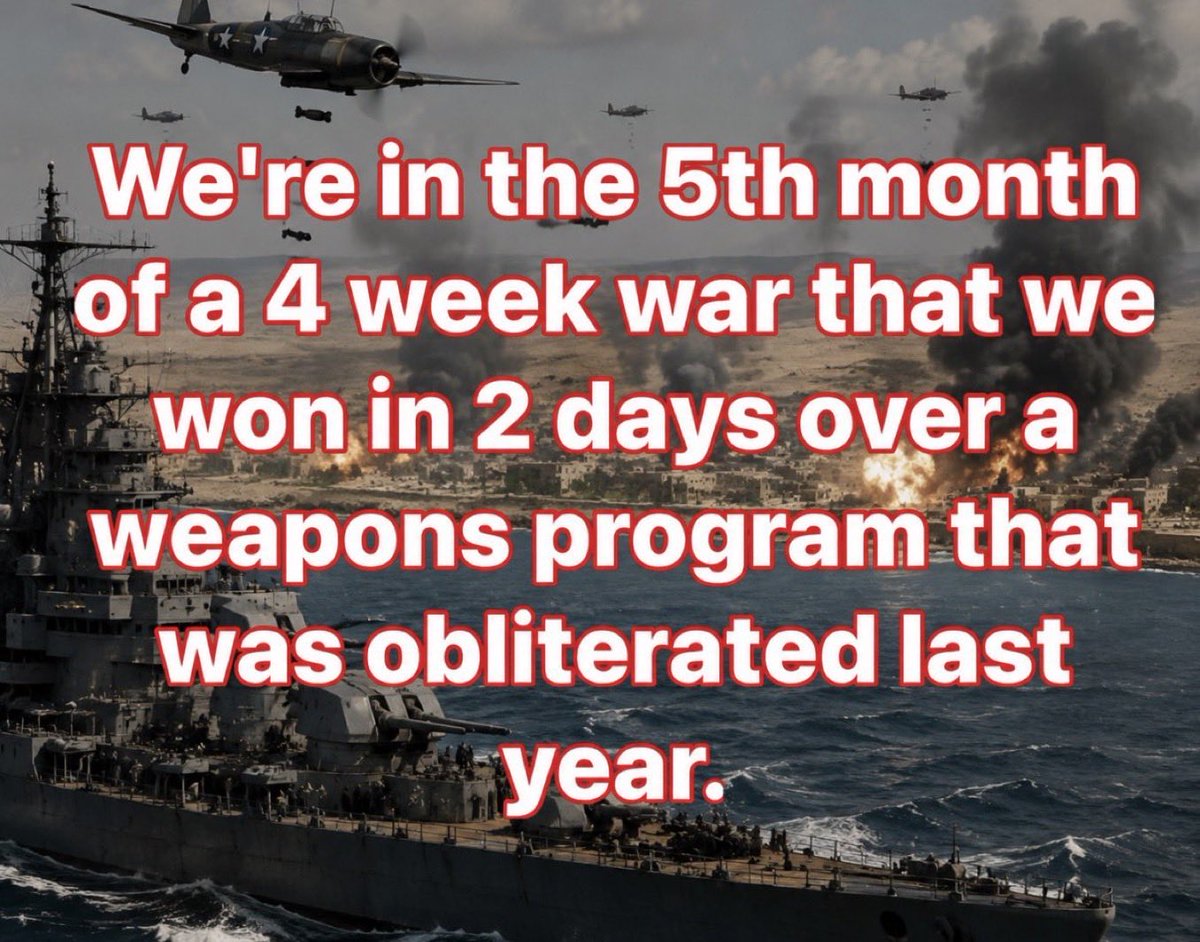 We're in the 5th month
of a 4 week war that we
won in 2 days over a
weapons program that
was obliterated last
year.